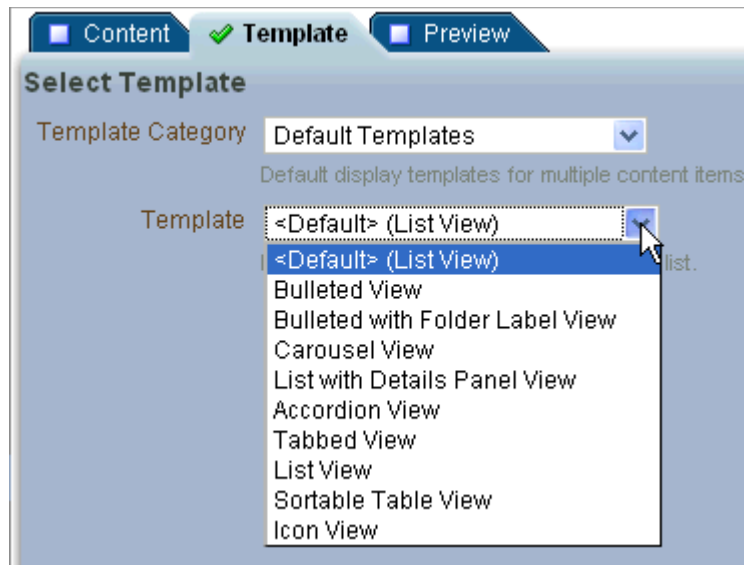 Content
Template
Preview
Select Template
Template Category
Default Templates
Default display templates for multiple content items
Template
<Default> (List View)
<Default> (List View)
list.
Bulleted View
Bulleted with Folder Label View
Carousel View
List with Details Panel View
Accordion View
Tabbed View
List View
Sortable Table View
Icon View